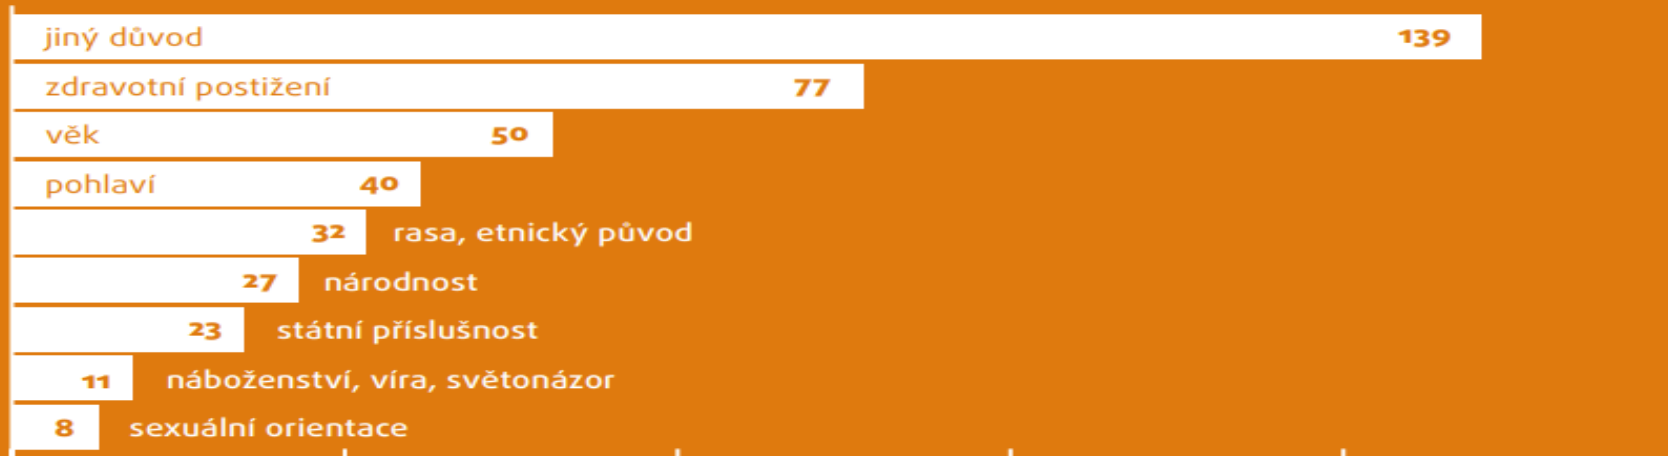 jiný důvod 139
zdravotní postižení 77
věk 50
pohlaví 40
32 rasa, etnický původ
27 národnost
23 státní příslušnost
11 náboženství, víra, světonázor
8 sexuální orientace